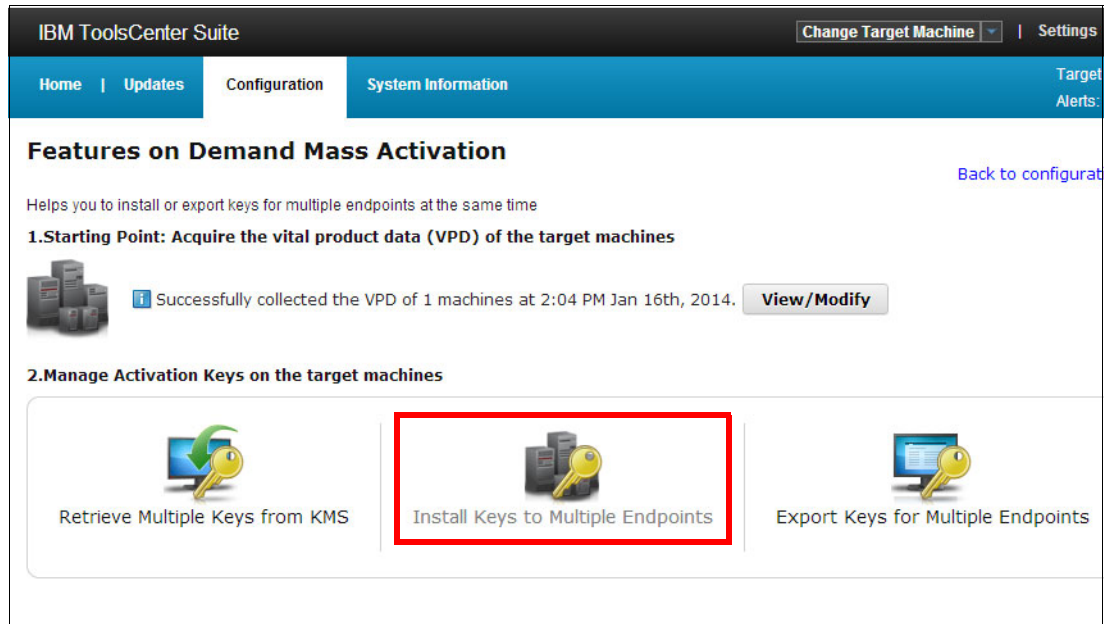 IBM ToolsCenter Suite
Change Target Machine | Settings
Home | Updates Configuration System Information
Target
Alerts:
Features on Demand Mass Activation
Back to configurat
Helps you to install or export keys for multiple endpoints at the same time
1.Starting Point: Acquire the vital product data (VPD) of the target machines
Successfully collected the VPD of 1 machines at 2:04 PM Jan 16th, 2014. View/Modify
2.Manage Activation Keys on the target machines
Retrieve Multiple Keys from KMS Install Keys to Multiple Endpoints Export Keys for Multiple Endpoints